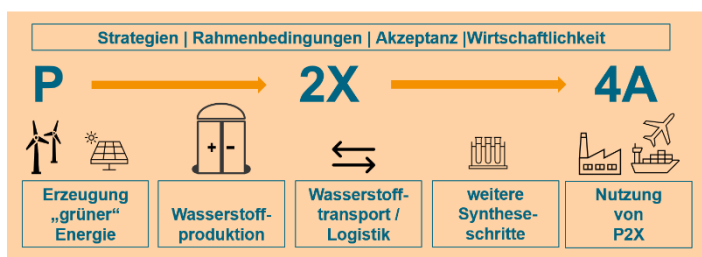 Strategien | Rahmenbedingungen | Akzeptanz |Wirtschaftlichkeit
P 2X 4A
+ -
Erzeugung
„grüner“
Energie
Wasserstoff-
produktion
Wasserstoff-
transport /
Logistik
weitere
Synthese-
schritte
Nutzung
von
P2X